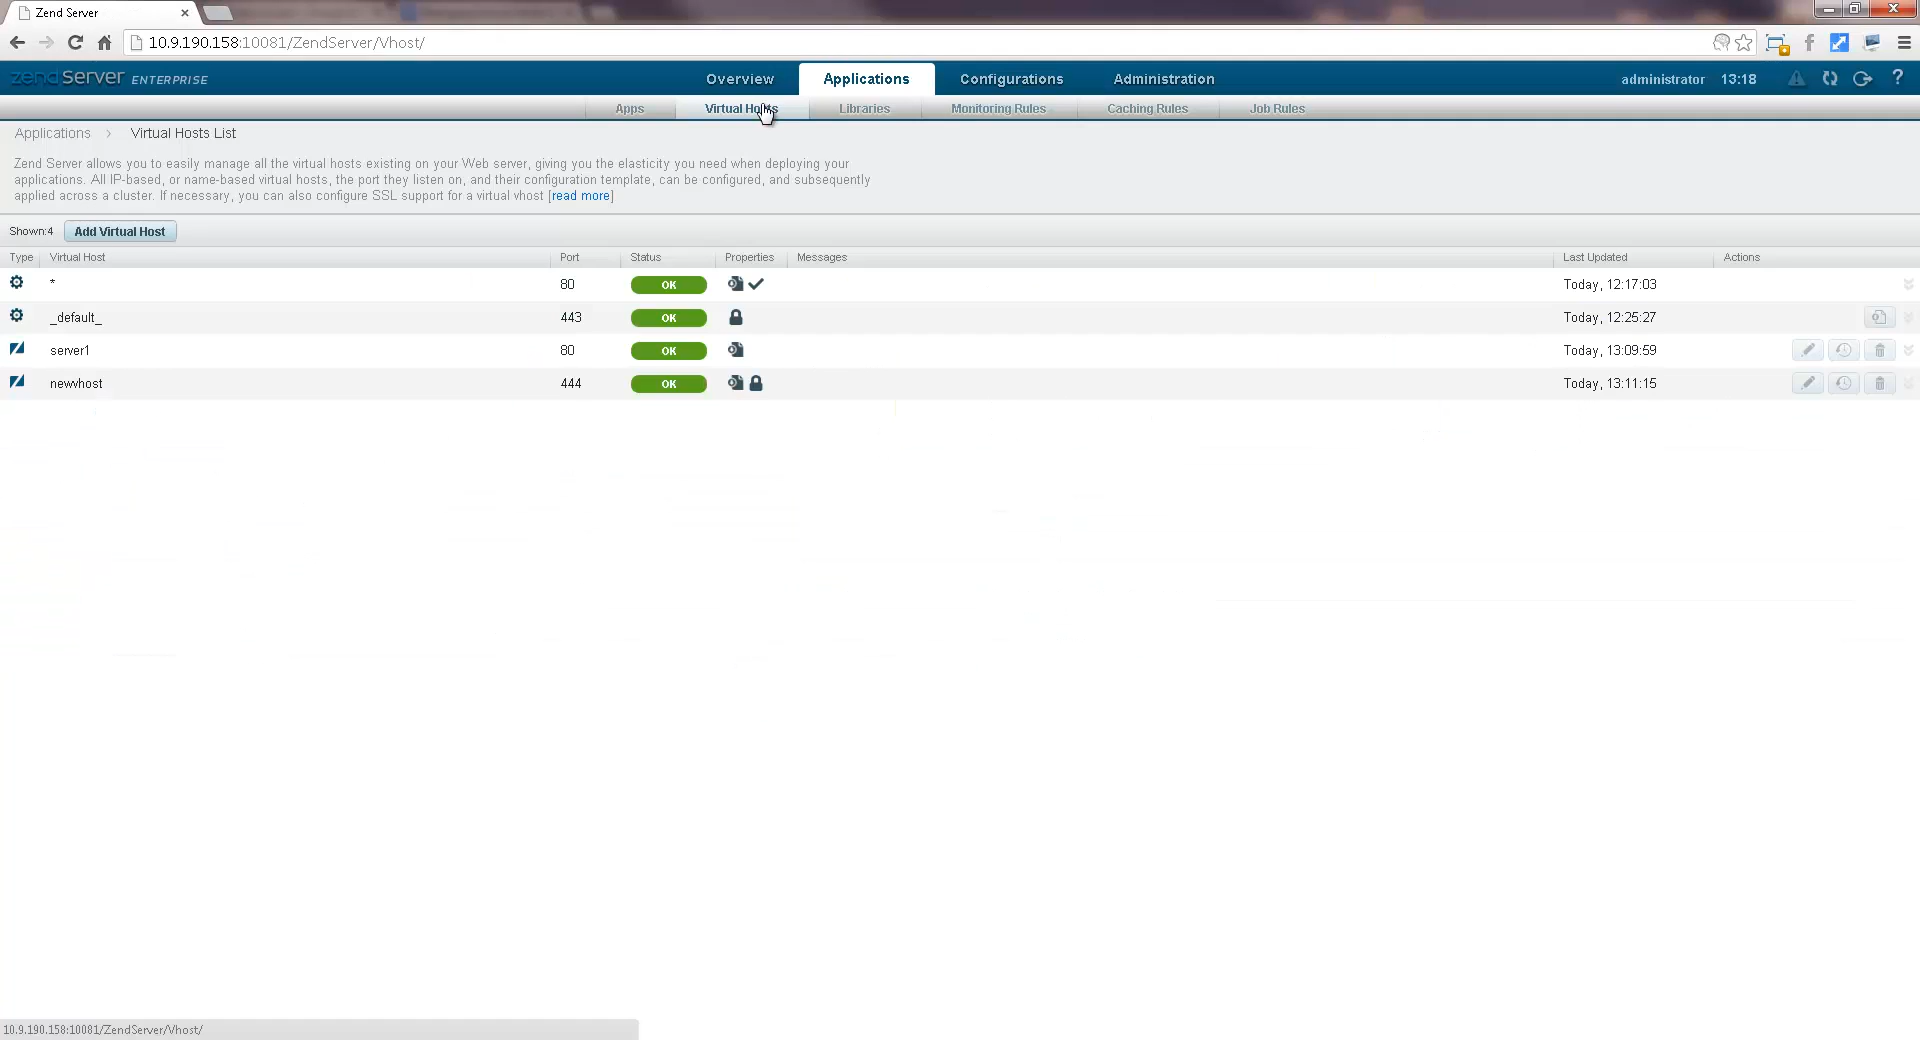 Zend Server
10.9.190.158:10081/ZendServer/Vhost/
zend Server ENTERPRISE
Overview Applications Configurations Administration
administrator 13:18 ?
Apps Virtual Hosts Libraries Monitoring Rules Caching Rules Job Rules
Applications > Virtual Hosts List
Zend Server allows you to easily manage all the virtual hosts existing on your Web server, giving you the elasticity you need when deploying your
applications. All IP-based, or name-based virtual hosts, the port they listen on, and their configuration template, can be configured, and subsequently
applied across a cluster. If necessary, you can also configure SSL support for a virtual vhost [read more]
Shown:4 Add Virtual Host
Type Virtual Host Port Status Properties Messages Last Updated Actions
* 80 OK Today, 12:17:03
_default_ 443 OK Today, 12:25:27
server1 80 OK Today, 13:09:59
newvhost 444 OK Today, 13:11:15
10.9.190.158:10081/ZendServer/Vhost/